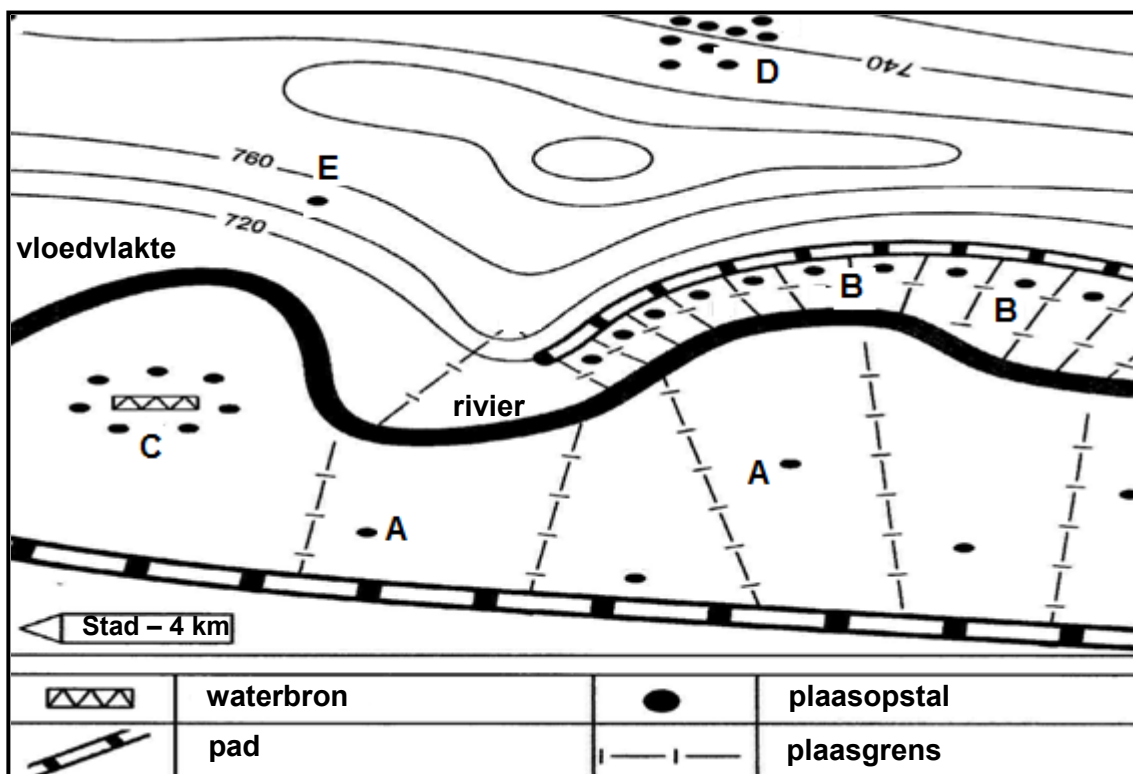 D
740
760
E
720
vloedvlakte
B
B
rivier
C
A
A
Stad – 4 km
waterbron
plaasopstal
pad
plaasgrens